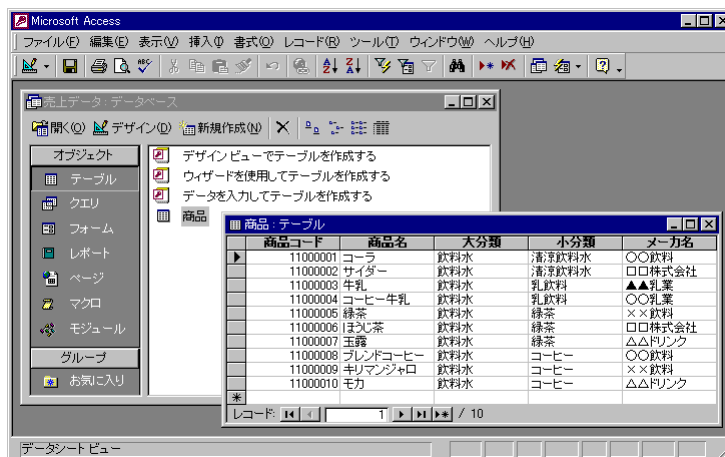 Microsoft Access
ファイル(F) 編集(E) 表示(V) 挿入(I) 書式(O) レコード(R) ツール(T) ウィンドウ(W) ヘルプ(H)
売上データ : データベース
開く(O) デザイン(D) 新規作成(N)
オブジェクト
テーブル
クエリ
フォーム
レポート
ページ
マクロ
モジュール
グループ
お気に入り
デザイン ビューでテーブルを作成する
ウィザードを使用してテーブルを作成する
データを入力してテーブルを作成する
商品
商品 : テーブル
商品コード 商品名 大分類 小分類 メーカ名
11000001 コーラ 飲料水 清涼飲料水 〇〇飲料
11000002 サイダー 飲料水 清涼飲料水 □□株式会社
11000003 牛乳 飲料水 乳飲料 ▲▲乳業
11000004 コーヒー牛乳 飲料水 乳飲料 〇〇乳業
11000005 緑茶 飲料水 緑茶 ××飲料
11000006 ほうじ茶 飲料水 緑茶 □□株式会社
11000007 玉露 飲料水 緑茶 △△ドリンク
11000008 ブレンドコーヒー 飲料水 コーヒー 〇〇飲料
11000009 キリマンジャロ 飲料水 コーヒー ××飲料
11000010 モカ 飲料水 コーヒー △△ドリンク
レコード: 1 / 10
データシート ビュー